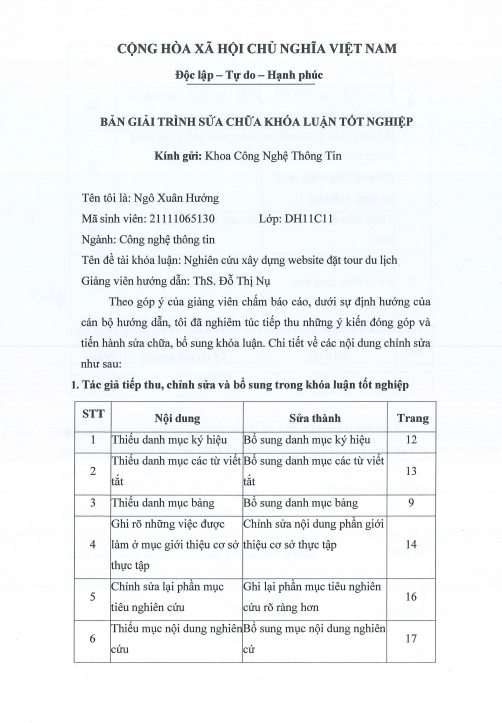 CỘNG HÒA XÃ HỘI CHỦ NGHĨA VIỆT NAM
Độc lập – Tự do – Hạnh phúc
BẢN GIẢI TRÌNH SỬA CHỮA KHÓA LUẬN TỐT NGHIỆP
Kính gửi: Khoa Công Nghệ Thông Tin
Tên tôi là: Ngô Xuân Hướng
Mã sinh viên: 21111065130 Lớp: DH11C11
Ngành: Công nghệ thông tin
Tên đề tài khóa luận: Nghiên cứu xây dựng website đặt tour du lịch
Giảng viên hướng dẫn: ThS. Đỗ Thị Nụ
Theo góp ý của giảng viên chấm báo cáo, dưới sự định hướng của
cán bộ hướng dẫn, tôi đã nghiêm túc tiếp thu những ý kiến đóng góp và
tiến hành sửa chữa, bổ sung khóa luận. Chi tiết về các nội dung chỉnh sửa
như sau:
1. Tác giả tiếp thu, chỉnh sửa và bổ sung trong khóa luận tốt nghiệp
STT Nội dung Sửa thành Trang
1 Thiếu danh mục ký hiệu Bổ sung danh mục ký hiệu 12
2 Thiếu danh mục các từ viết tắt Bổ sung danh mục các từ viết tắt 13
3 Thiếu danh mục bảng Bổ sung danh mục bảng 9
4 Ghi rõ những việc được làm ở mục giới thiệu cơ sở thực tập Chỉnh sửa nội dung phần giới thiệu cơ sở thực tập 14
5 Chỉnh sửa lại phần mục tiêu nghiên cứu Ghi lại phần mục tiêu nghiên cứu rõ ràng hơn 16
6 Thiếu mục nội dung nghiên cứu Bổ sung mục nội dung nghiên cứ 17